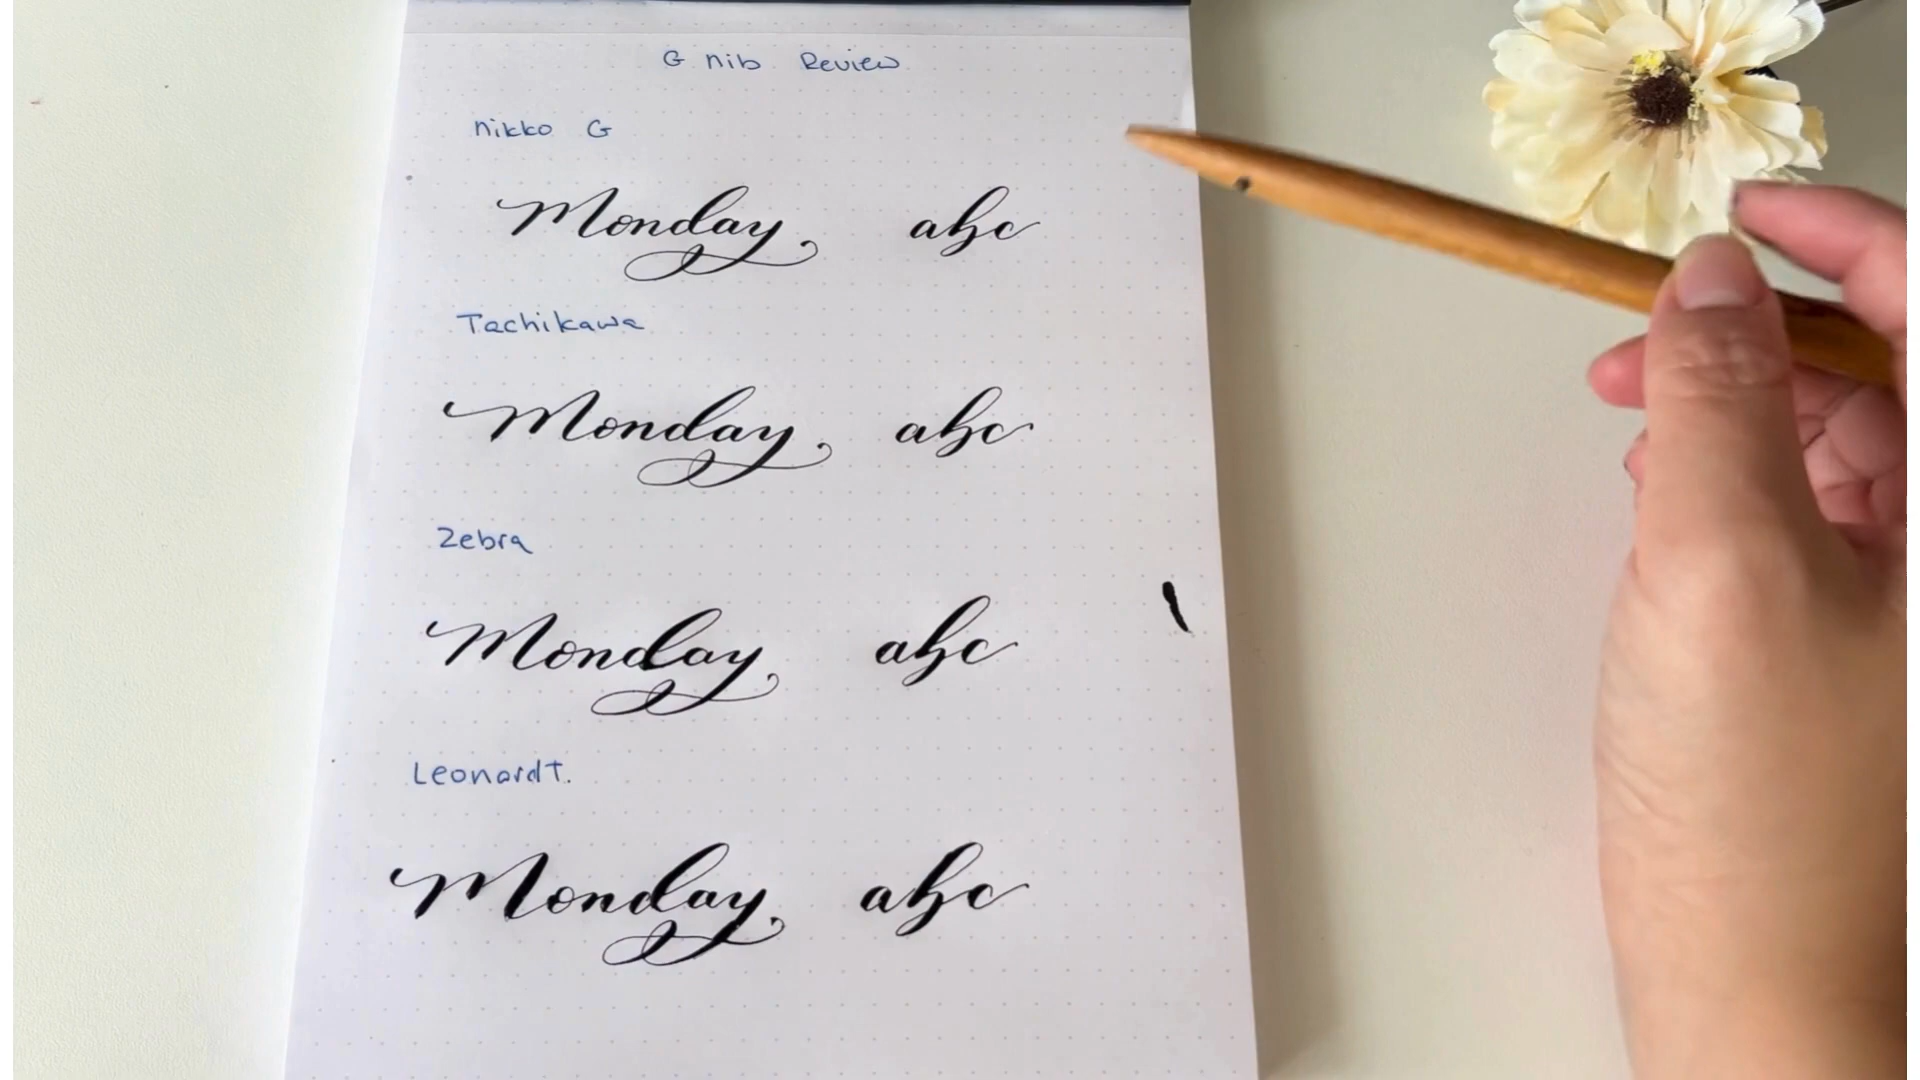 G nib Review
nikko G
Monday abc
Tachikawa
Monday abc
Zebra
Monday abc
Leonardt.
Monday abc